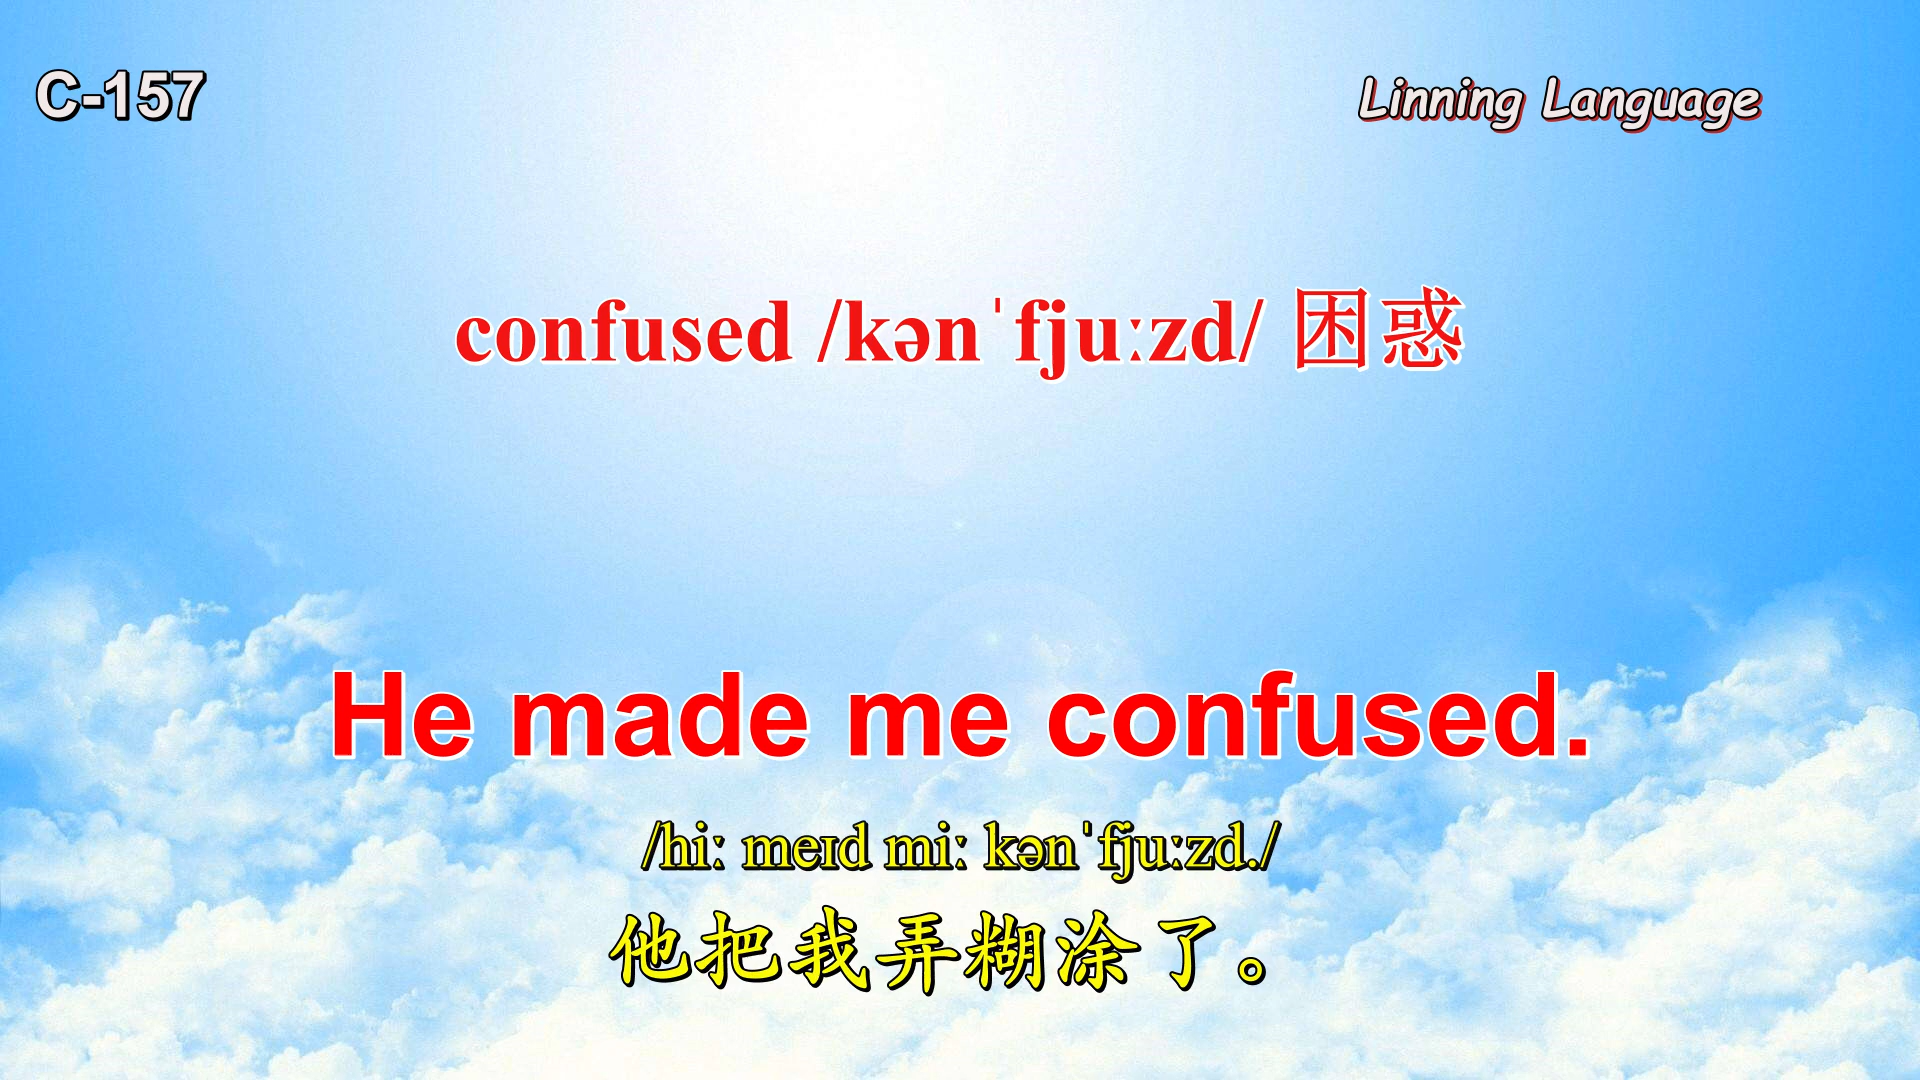 C-157
Linning Language
confused /kənˈfjuːzd/ 困惑
He made me confused.
/hiː meɪd miː kənˈfjuːzd./
他把我弄糊涂了。